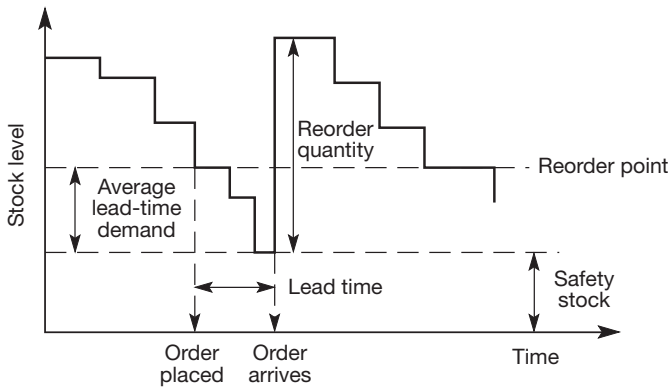 Stock level
Reorder
quantity
Reorder point
Average
lead-time
demand
Lead time
Safety
stock
Order
placed
Order
arrives
Time